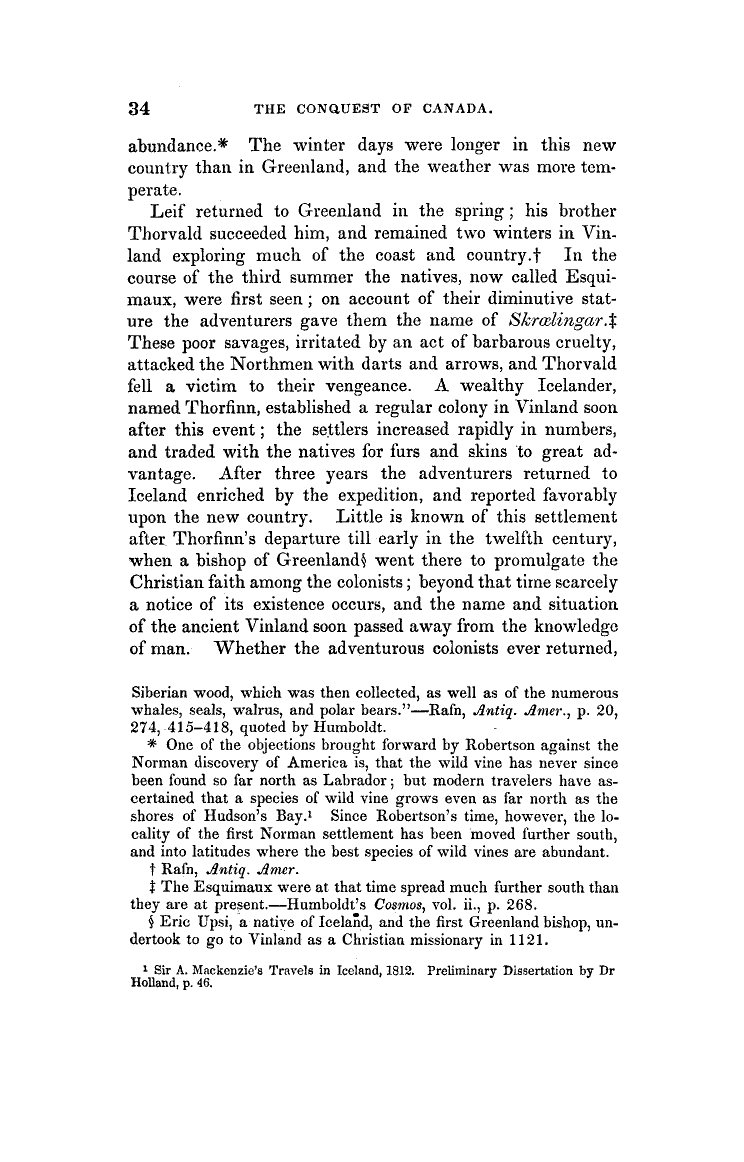 34 THE CONQUEST OF CANADA.
abundance.* The winter days were longer in this new
country than in Greenland, and the weather was more tem-
perate.
Leif returned to Greenland in the spring; his brother
Thorvald succeeded him, and remained two winters in Vin-
land exploring much of the coast and country.† In the
course of the third summer the natives, now called Esqui-
maux, were first seen; on account of their diminutive stat-
ure the adventurers gave them the name of Skrœlingar.‡
These poor savages, irritated by an act of barbarous cruelty,
attacked the Northmen with darts and arrows, and Thorvald
fell a victim to their vengeance. A wealthy Icelander,
named Thorfinn, established a regular colony in Vinland soon
after this event; the settlers increased rapidly in numbers,
and traded with the natives for furs and skins to great ad-
vantage. After three years the adventurers returned to
Iceland enriched by the expedition, and reported favorably
upon the new country. Little is known of this settlement
after Thorfinn's departure till early in the twelfth century,
when a bishop of Greenland§ went there to promulgate the
Christian faith among the colonists; beyond that time scarcely
a notice of its existence occurs, and the name and situation
of the ancient Vinland soon passed away from the knowledge
of man. Whether the adventurous colonists ever returned,
Siberian wood, which was then collected, as well as of the numerous
whales, seals, walrus, and polar bears."—Rafn, Antiq. Amer., p. 20,
274, 415-418, quoted by Humboldt.
* One of the objections brought forward by Robertson against the
Norman discovery of America is, that the wild vine has never since
been found so far north as Labrador; but modern travelers have as-
certained that a species of wild vine grows even as far north as the
shores of Hudson's Bay.¹ Since Robertson's time, however, the lo-
cality of the first Norman settlement has been moved further south,
and into latitudes where the best species of wild vines are abundant.
† Rafn, Antiq. Amer.
‡ The Esquimaux were at that time spread much further south than
they are at present.—Humboldt's Cosmos, vol. ii., p. 268.
§ Eric Upsi, a native of Iceland, and the first Greenland bishop, un-
dertook to go to Vinland as a Christian missionary in 1121.
¹ Sir A. Mackenzie's Travels in Iceland, 1812. Preliminary Dissertation by Dr
Holland, p. 46.